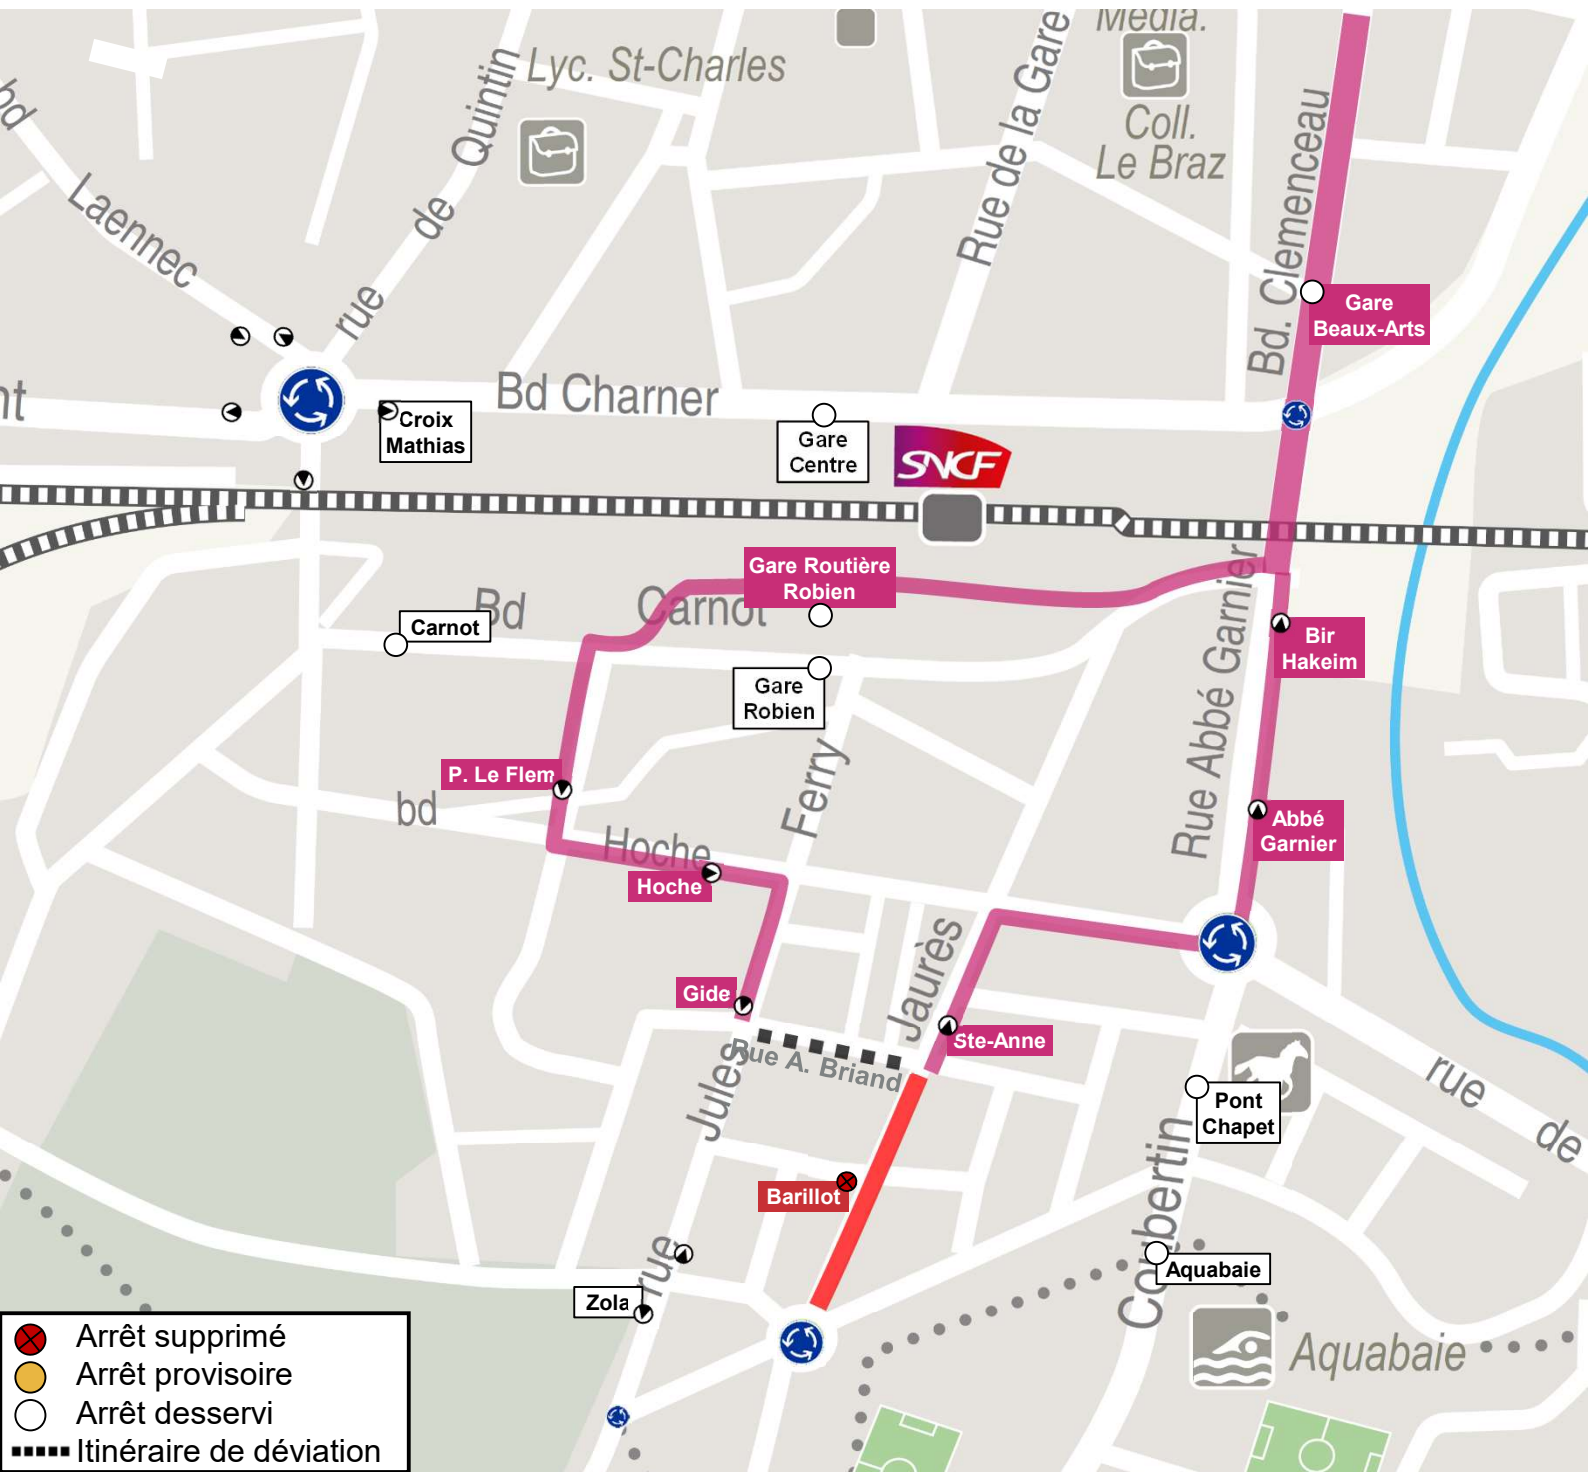 Média.
Lyc. St-Charles
Coll.
Le Braz
bd
Laennec
rue
de
Quintin
Rue de la Gare
Bd. Clemenceau
Gare
Beaux-Arts
nt
Bd Charner
Croix
Mathias
Gare
Centre
SNCF
Gare Routière
Robien
Bd
Carnot
Carnot
Gare
Robien
Bir
Hakeim
Rue Abbé Garnier
P. Le Flem
bd
Hoche
Hoche
Ferry
Abbé
Garnier
Gide
Jaurès
Ste-Anne
Rue A. Briand
Jules
rue
Pont
Chapet
rue
de
Barillot
Coubertin
Zola
Aquabaie
Aquabaie
Arrêt supprimé
Arrêt provisoire
Arrêt desservi
Itinéraire de déviation